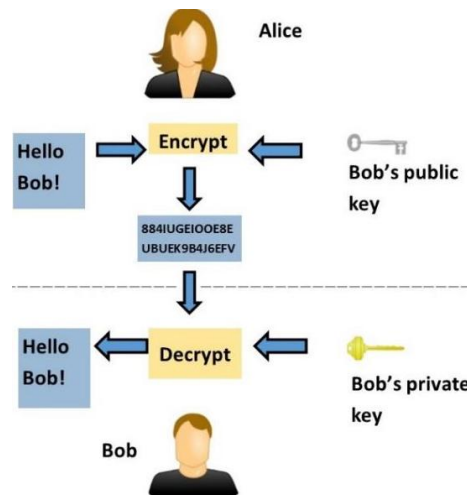 Alice
Hello
Bob!
Encrypt
Bob's public
key
884IUGEIOOE8E
UBUEK9B4J6EFV
Hello
Bob!
Decrypt
Bob's private
key
Bob